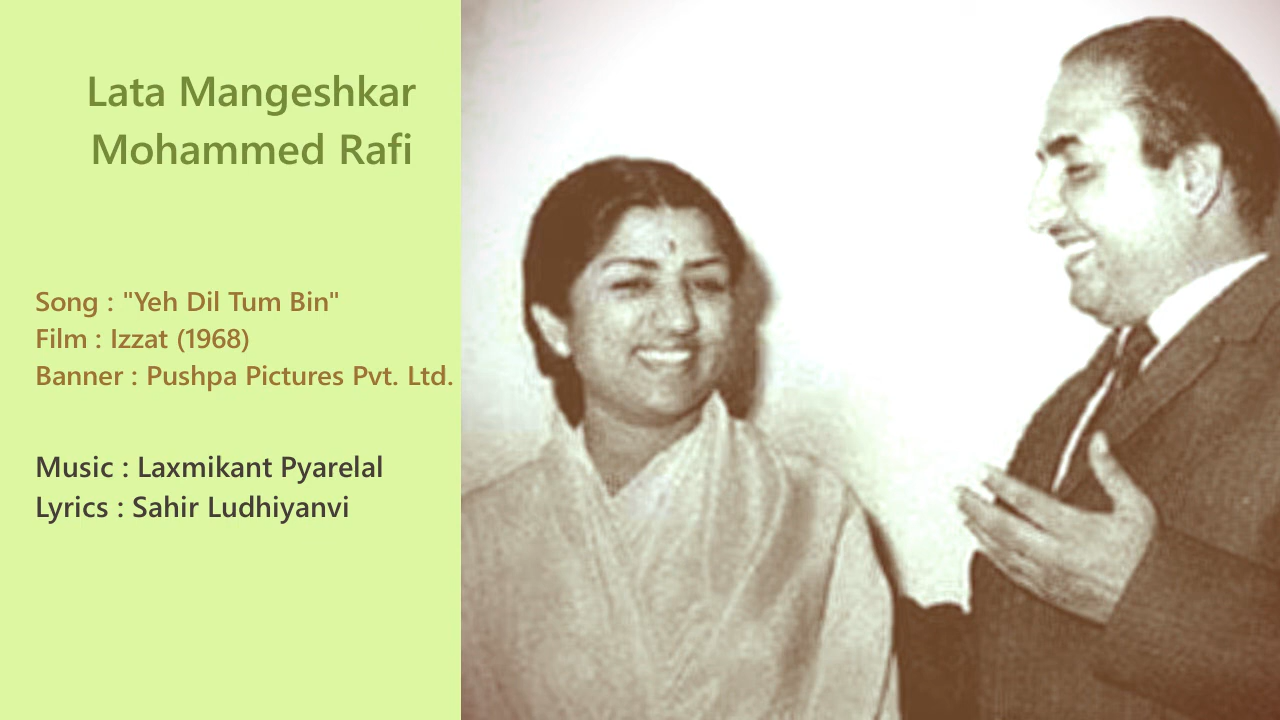 Lata Mangeshkar
Mohammed Rafi
Song : "Yeh Dil Tum Bin"
Film : Izzat (1968)
Banner : Pushpa Pictures Pvt. Ltd.
Music : Laxmikant Pyarelal
Lyrics : Sahir Ludhiyanvi